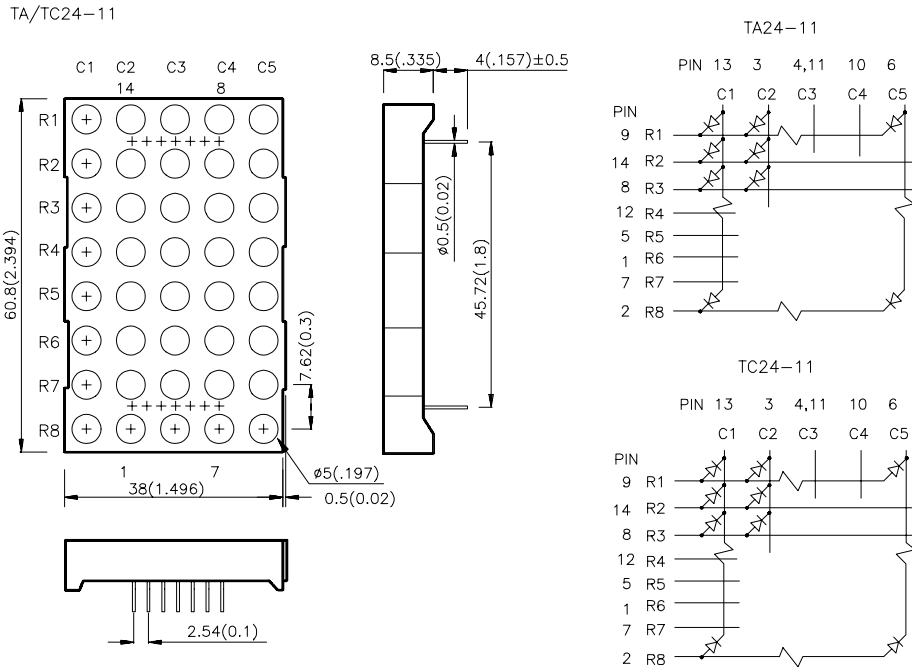 TA/TC24-11
C1 C2 C3 C4 C5
14 8
R1
R2
R3
R4
R5
R6
R7
R8
60.8(2.394)
7.62(0.3)
1 7
ø5(.197)
38(1.496)
0.5(0.02)
8.5(.335) 4(.157)±0.5
ø0.5(0.02)
45.72(1.8)
2.54(0.1)
TA24-11
PIN 13 3 4,11 10 6
C1 C2 C3 C4 C5
PIN
9 R1
14 R2
8 R3
12 R4
5 R5
1 R6
7 R7
2 R8
TC24-11
PIN 13 3 4,11 10 6
C1 C2 C3 C4 C5
PIN
9 R1
14 R2
8 R3
12 R4
5 R5
1 R6
7 R7
2 R8